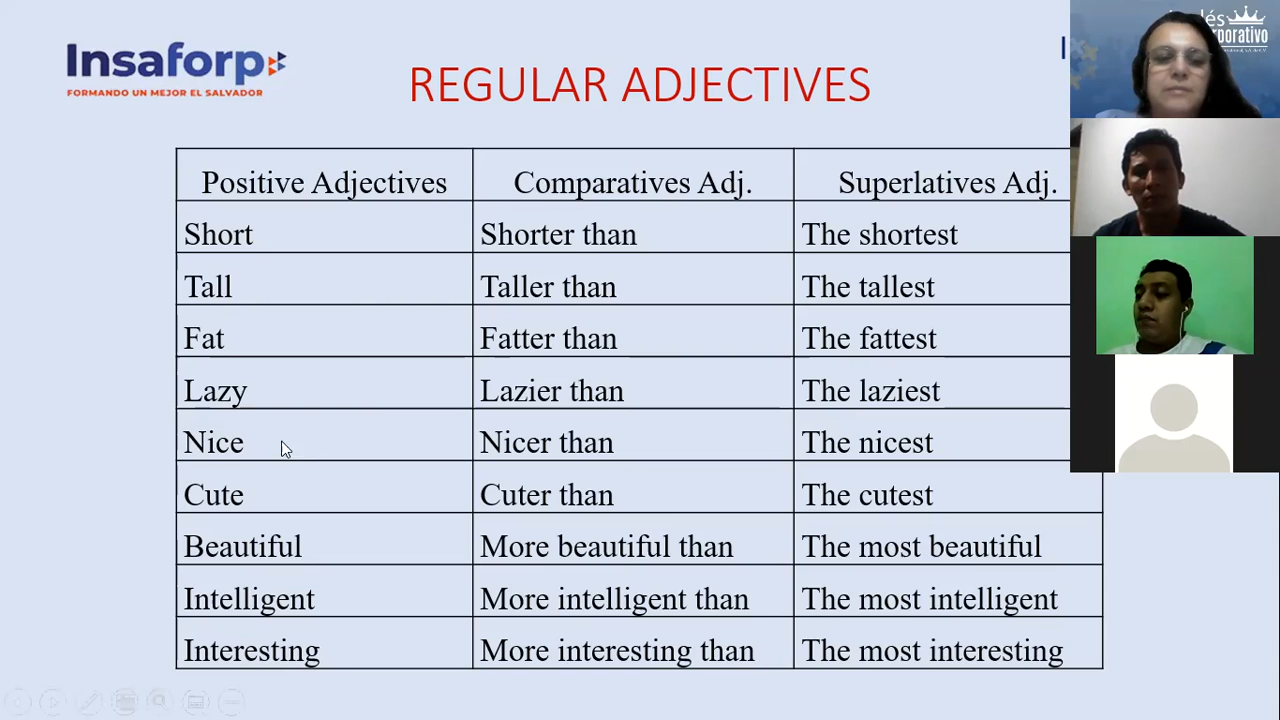 Insaforp
FORMANDO UN MEJOR EL SALVADOR
REGULAR ADJECTIVES
Positive Adjectives Comparatives Adj. Superlatives Adj.
Short Shorter than The shortest
Tall Taller than The tallest
Fat Fatter than The fattest
Lazy Lazier than The laziest
Nice Nicer than The nicest
Cute Cuter than The cutest
Beautiful More beautiful than The most beautiful
Intelligent More intelligent than The most intelligent
Interesting More interesting than The most interesting